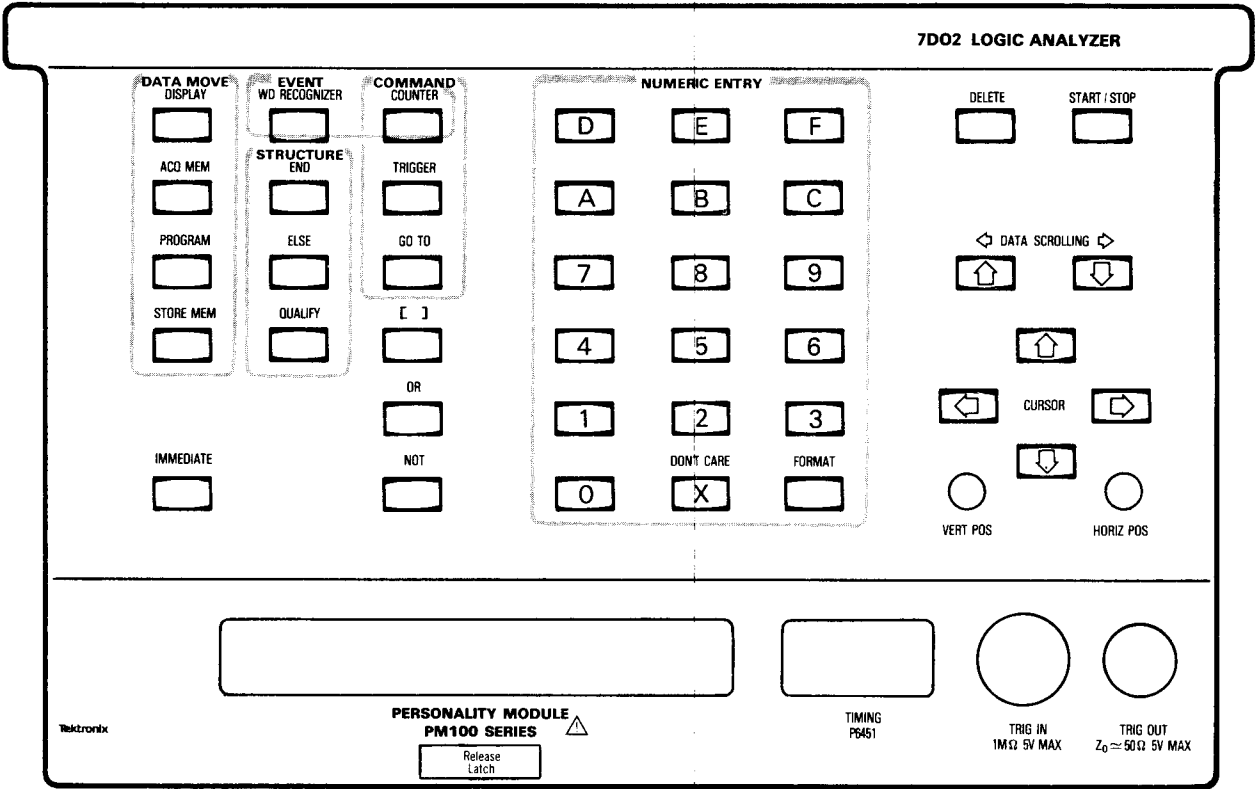 7D02 LOGIC ANALYZER
DATA MOVE
DISPLAY
EVENT
WD RECOGNIZER
COMMAND
COUNTER
NUMERIC ENTRY
DELETE
START / STOP
D
E
F
STRUCTURE
END
ACQ MEM
TRIGGER
A
B
C
PROGRAM
ELSE
GO TO
DATA SCROLLING
7
8
9
STORE MEM
QUALIFY
[ ]
4
5
6
OR
1
2
3
CURSOR
IMMEDIATE
NOT
DON'T CARE
FORMAT
0
X
VERT POS
HORIZ POS
Tektronix
PERSONALITY MODULE
PM100 SERIES
Release
Latch
TIMING
P6451
TRIG IN
1MΩ 5V MAX
TRIG OUT
Z₀≃50Ω 5V MAX